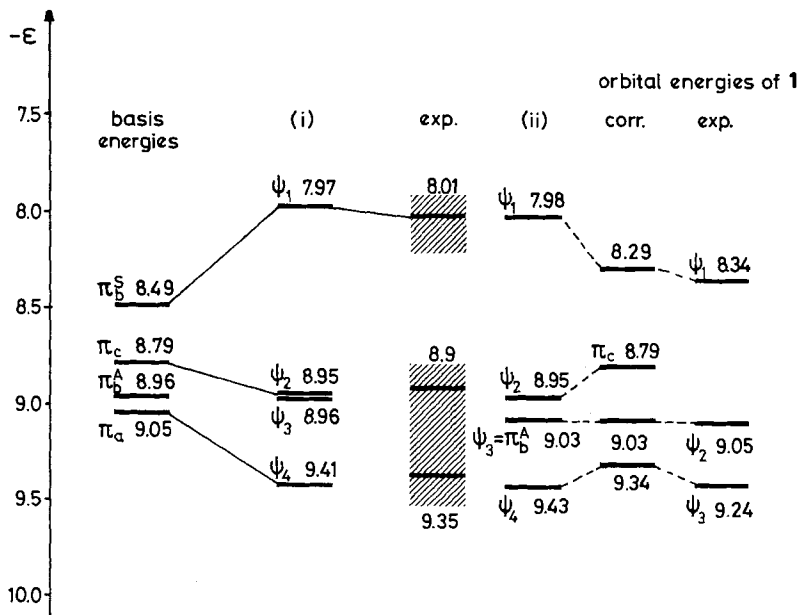 -ε
orbital energies of 1
7.5
basis energies
(i)
exp.
(ii)
corr.
exp.
ψ₁ 7.97
8.01
ψ₁ 7.98
8.0
8.29
ψ₁ 8.34
π_b^S 8.49
8.5
π_c 8.79
8.9
π_c 8.79
π_b^A 8.96
ψ₂ 8.95
ψ₂ 8.95
9.0
π_a 9.05
ψ₃ 8.96
ψ₃=π_b^A 9.03
9.03
ψ₂ 9.05
ψ₄ 9.41
9.34
9.5
9.35
ψ₄ 9.43
ψ₃ 9.24
10.0